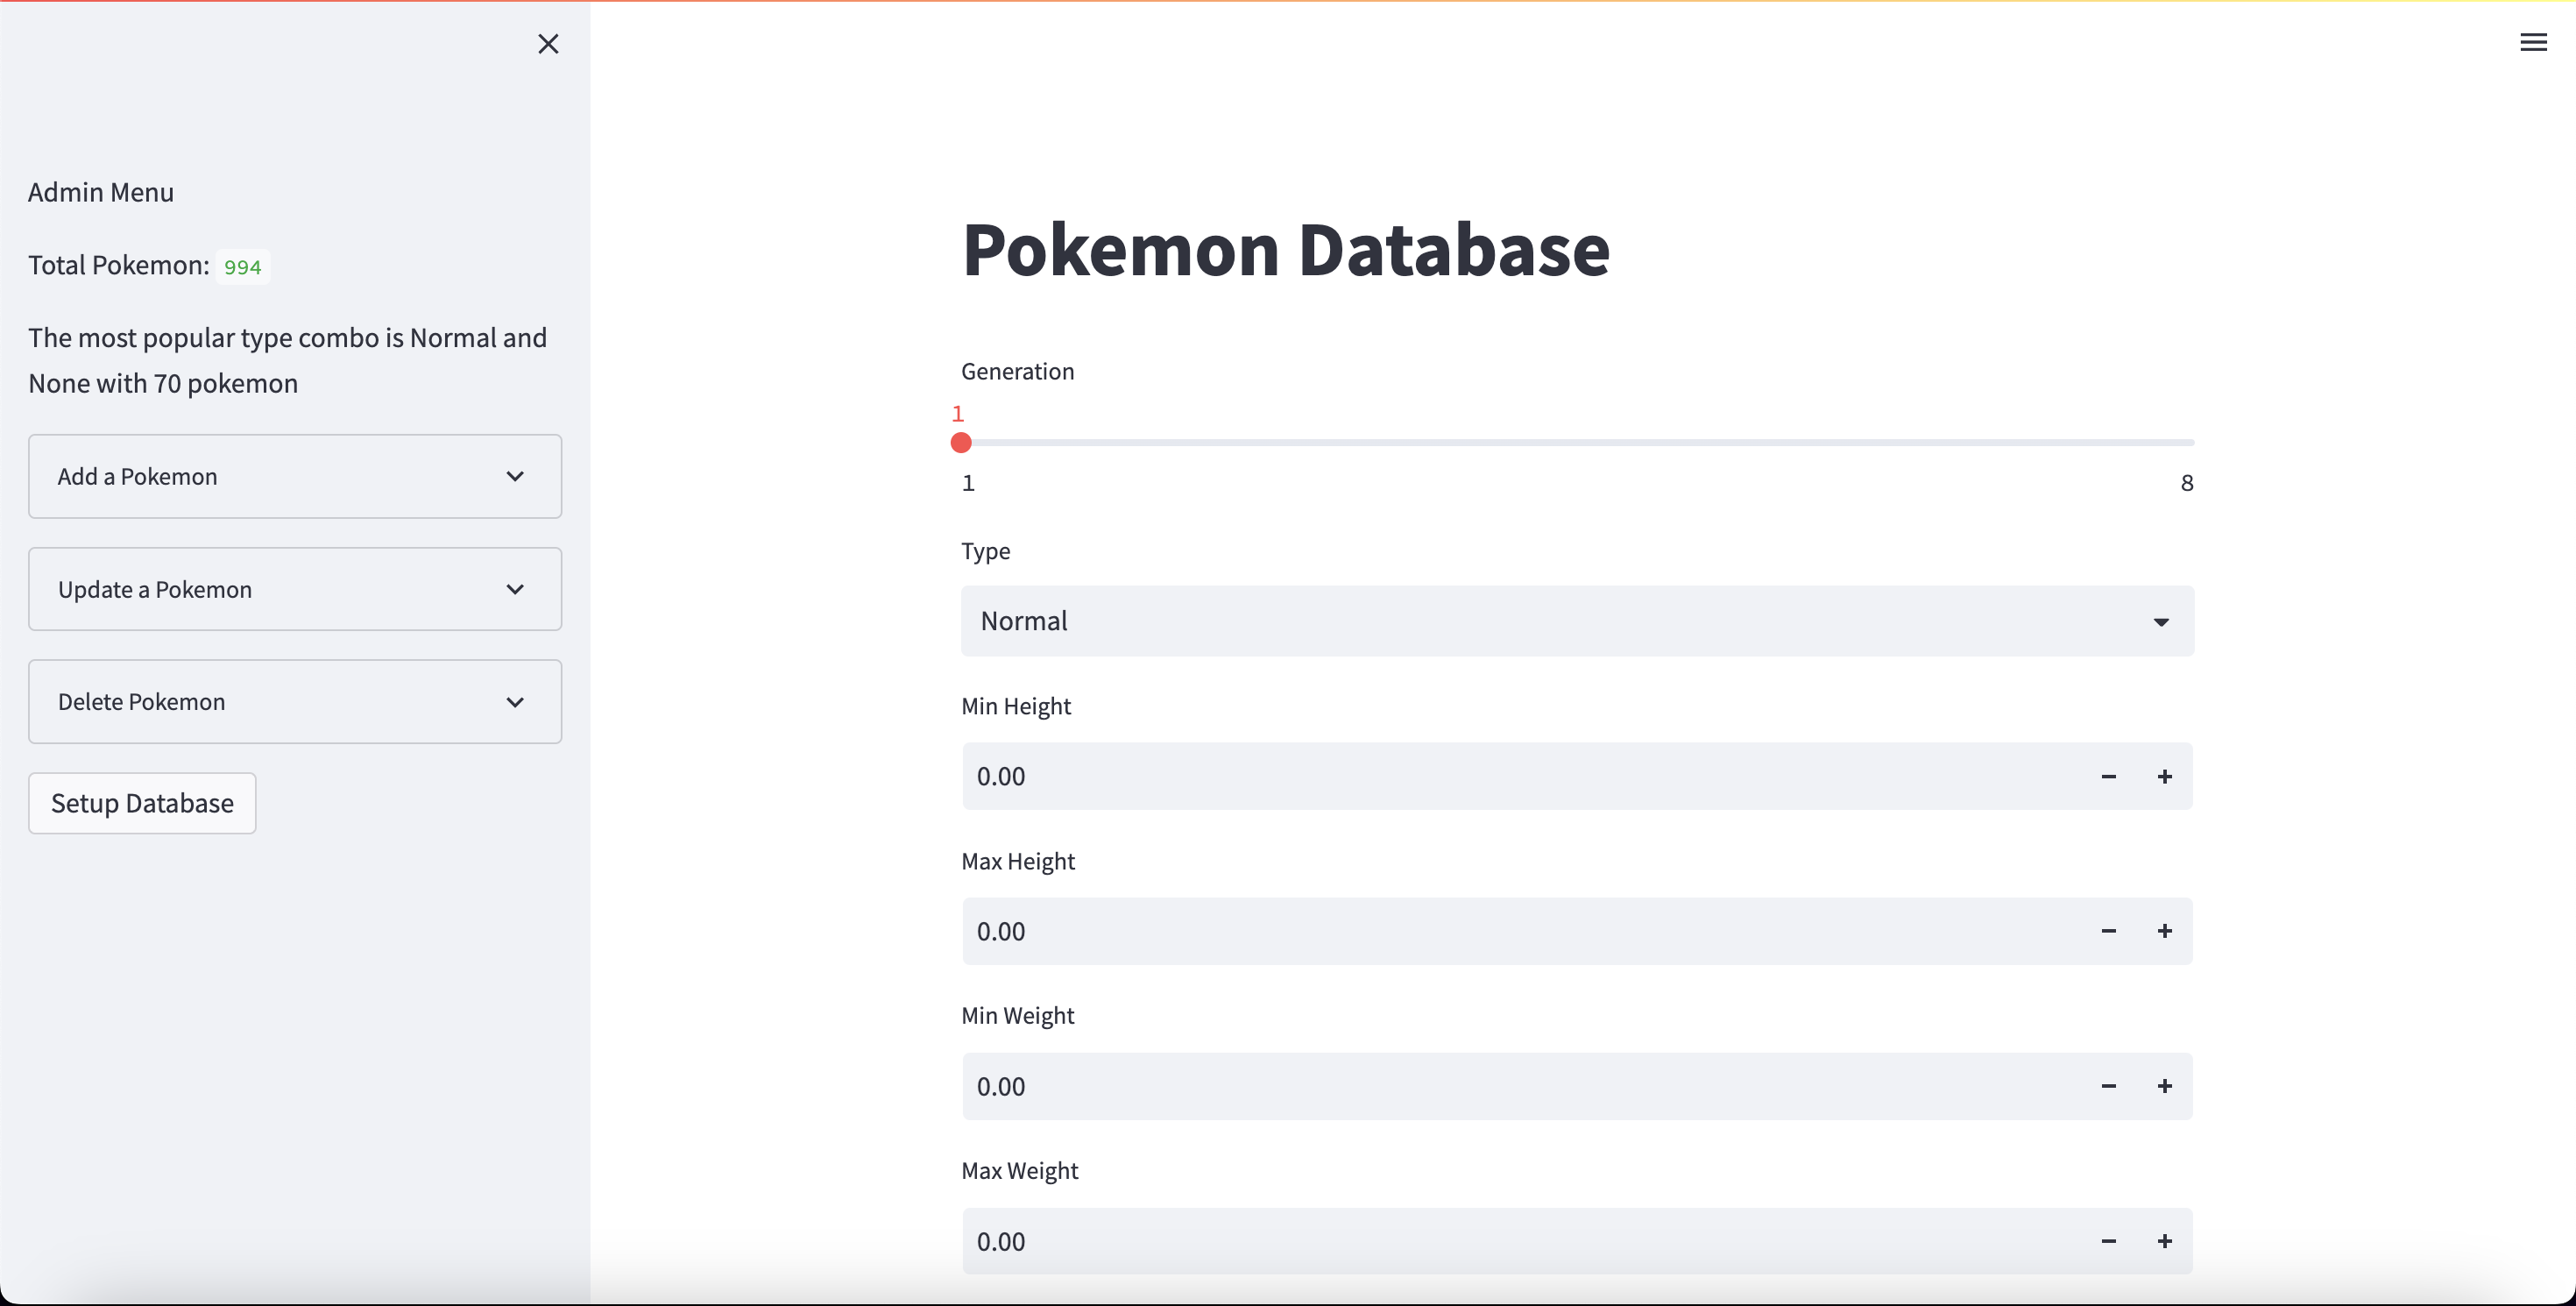 Admin Menu
Total Pokemon: 994
The most popular type combo is Normal and
None with 70 pokemon
Add a Pokemon
Update a Pokemon
Delete Pokemon
Setup Database
Pokemon Database
Generation
1
1 8
Type
Normal
Min Height
0.00
Max Height
0.00
Min Weight
0.00
Max Weight
0.00